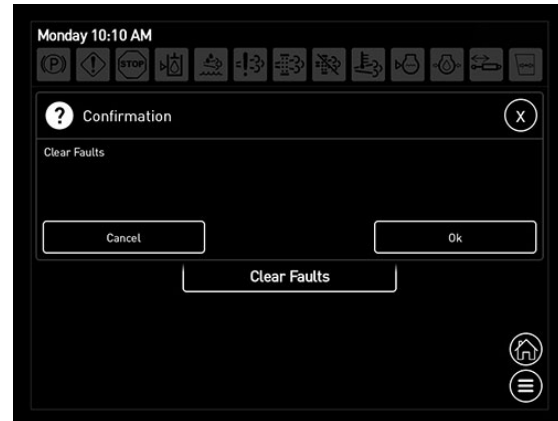 Monday 10:10 AM
(P)
STOP
? Confirmation X
Clear Faults
Cancel Ok
Clear Faults